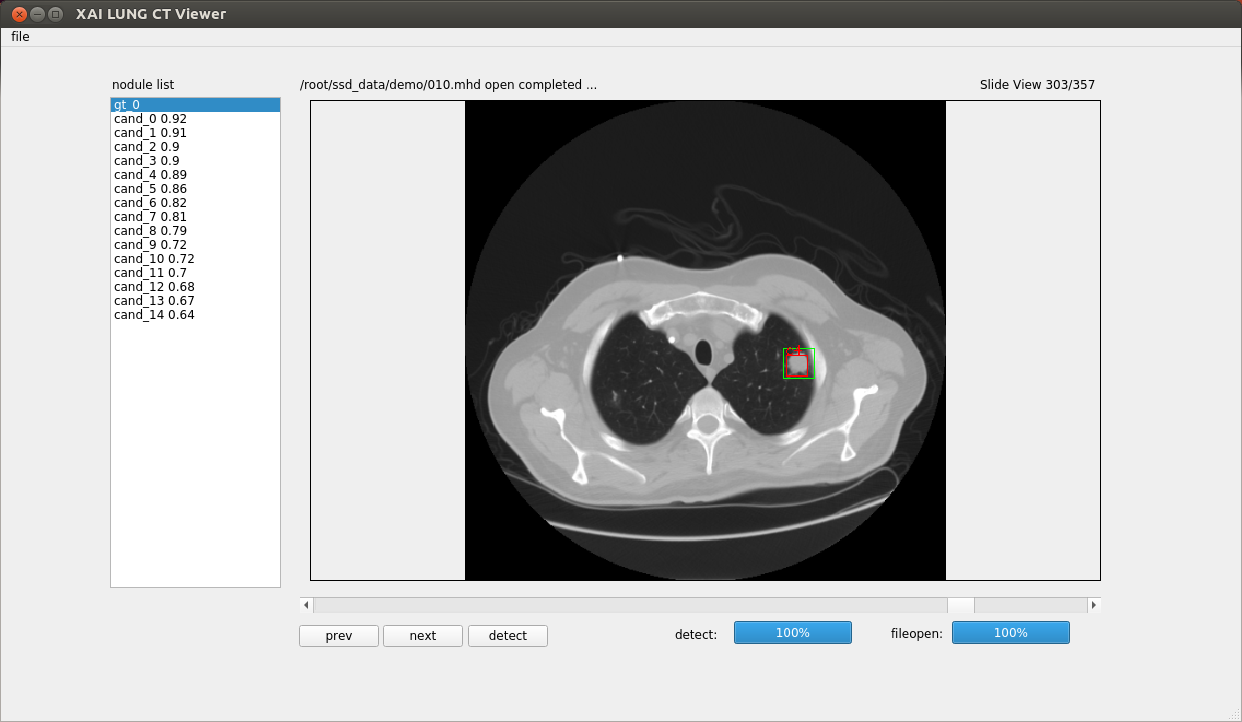 XAI LUNG CT Viewer
file
nodule list
/root/ssd_data/demo/010.mhd open completed ...
Slide View 303/357
gt_0
cand_0 0.92
cand_1 0.91
cand_2 0.9
cand_3 0.9
cand_4 0.89
cand_5 0.86
cand_6 0.82
cand_7 0.81
cand_8 0.79
cand_9 0.72
cand_10 0.72
cand_11 0.7
cand_12 0.68
cand_13 0.67
cand_14 0.64
prev
next
detect
detect:
100%
fileopen:
100%